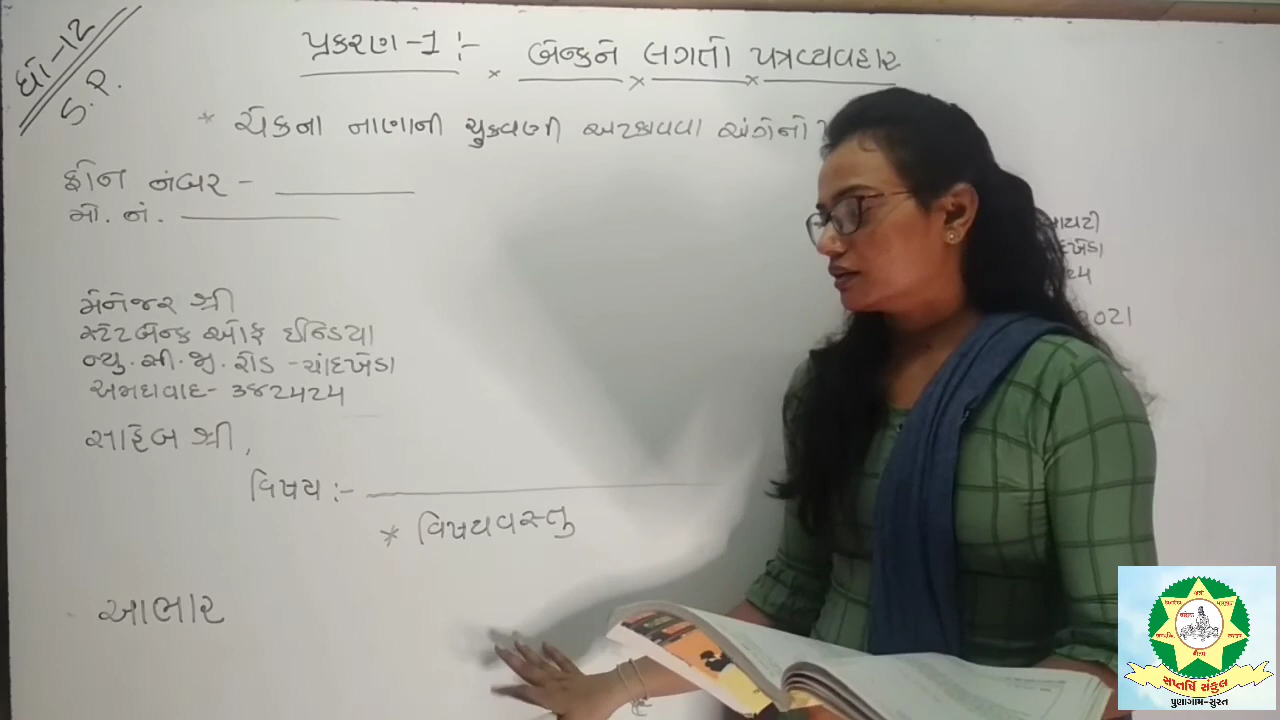 ધો-12
S.P.
પ્રકરણ-1 :- બેન્કને લગતો પત્રવ્યવહાર
* ચેકના નાણાની ચુકવણી અટકાવવા અંગેનો
ફોન નંબર -
મો. નં.
2021
મેનેજર શ્રી
સ્ટેટબેન્ક ઓફ ઈન્ડિયા
ન્યુ. સી. જી. રોડ - ચાંદખેડા
અમદાવાદ- 382424
સાહેબ શ્રી,
વિષય :-
* વિષયવસ્તુ
આભાર
સપ્તર્ષિ સંકુલ
પુણાગામ-સુરત